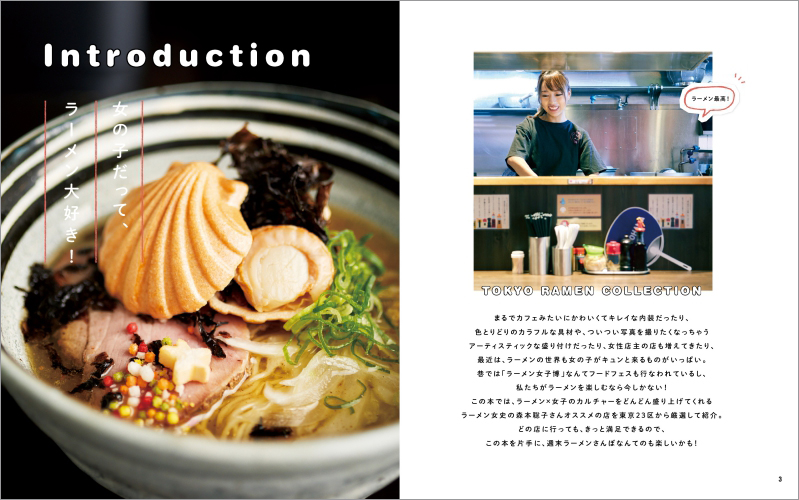 Introduction
女の子だって、
ラーメン大好き!
ラーメン最高!
TOKYO RAMEN COLLECTION
まるでカフェみたいにかわいくてキレイな内装だったり、
色とりどりのカラフルな具材や、ついつい写真を撮りたくなっちゃう
アーティスティックな盛り付けだったり、女性店主の店も増えてきたり、
最近は、ラーメンの世界も女の子がキュンと来るものがいっぱい。
巷では「ラーメン女子博」なんてフードフェスも行なわれているし、
私たちがラーメンを楽しむなら今しかない!
この本では、ラーメン×女子のカルチャーをどんどん盛り上げてくれる
ラーメン女史の森本聡子さんオススメの店を東京23区から厳選して紹介。
どの店に行っても、きっと満足できるので、
この本を片手に、週末ラーメンさんぽなんてのも楽しいかも!
3